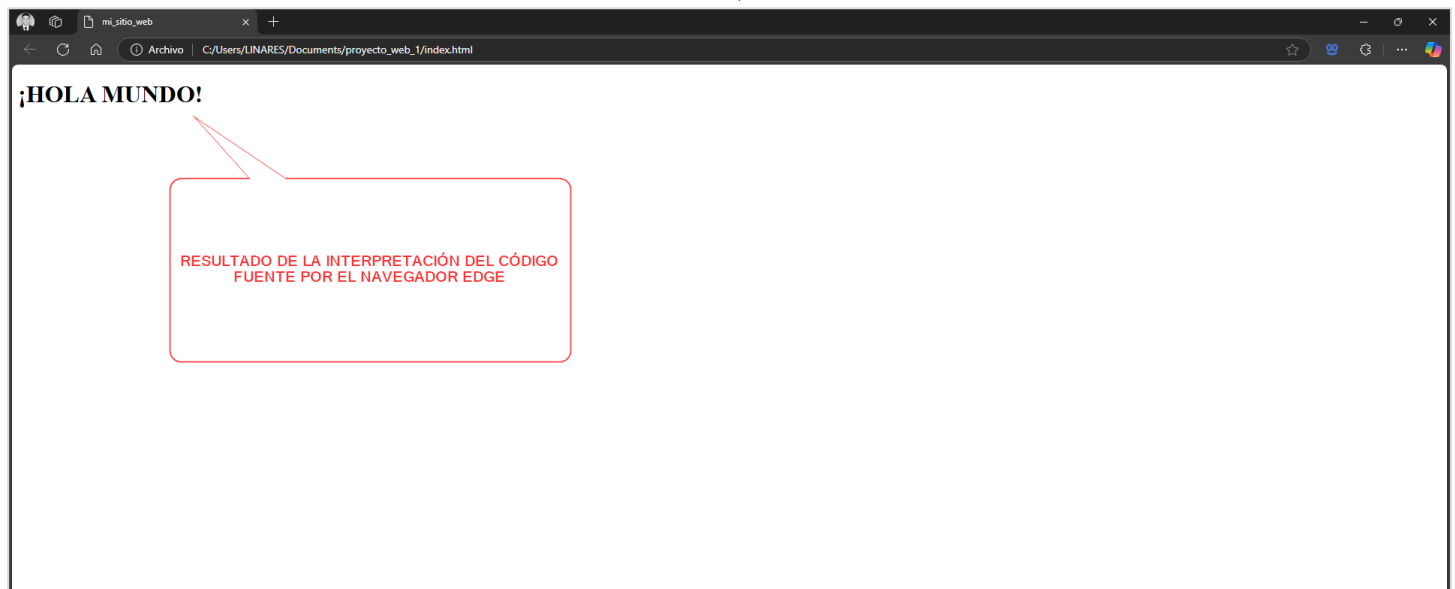 mi_sitio_web
Archivo C:/Users/LINARES/Documents/proyecto_web_1/index.html
¡HOLA MUNDO!
RESULTADO DE LA INTERPRETACIÓN DEL CÓDIGO
FUENTE POR EL NAVEGADOR EDGE